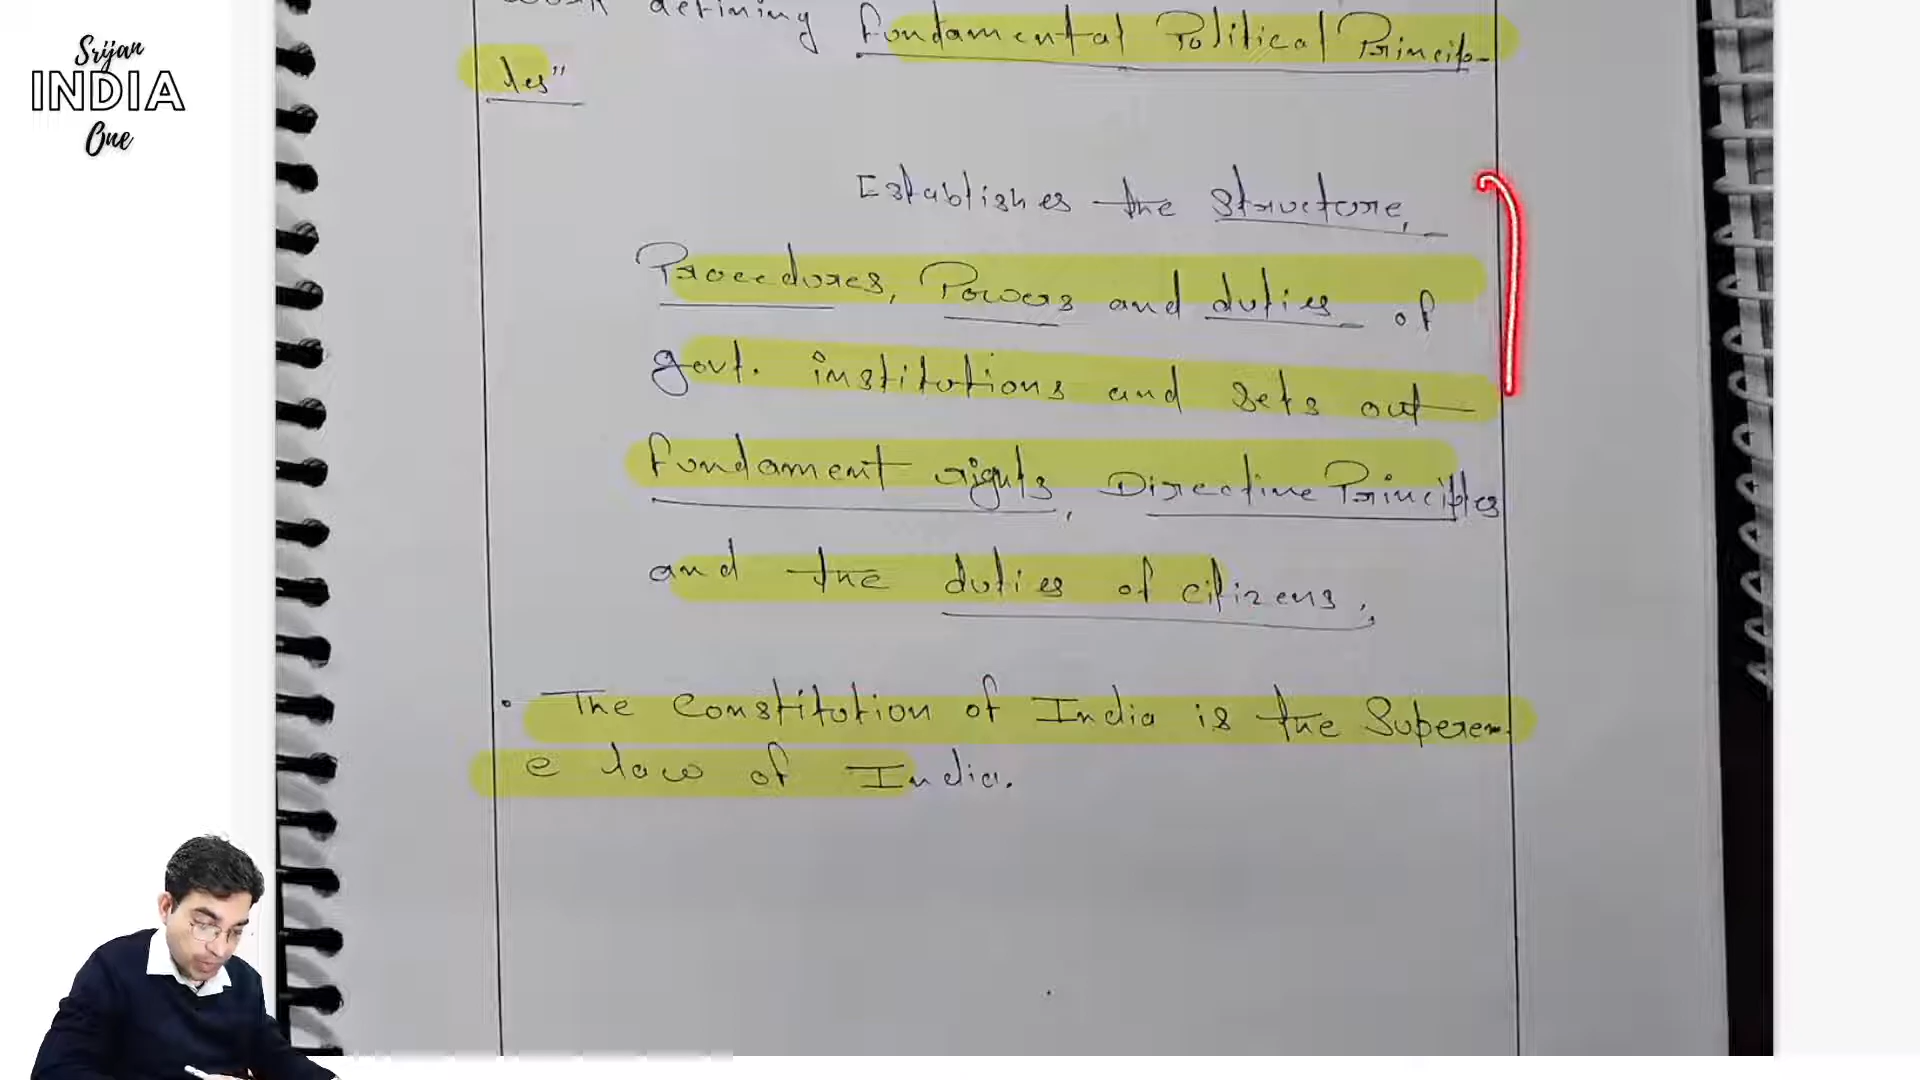 Srijan
INDIA
One
defining fundamental Political Princip-
les"
Establishes the structure,
Procedures, Powers and duties of
govt. institutions and sets out
fundament rights, Directive Principles
and the duties of citizens.
• The Constitution of India is the Superem-
e law of India.